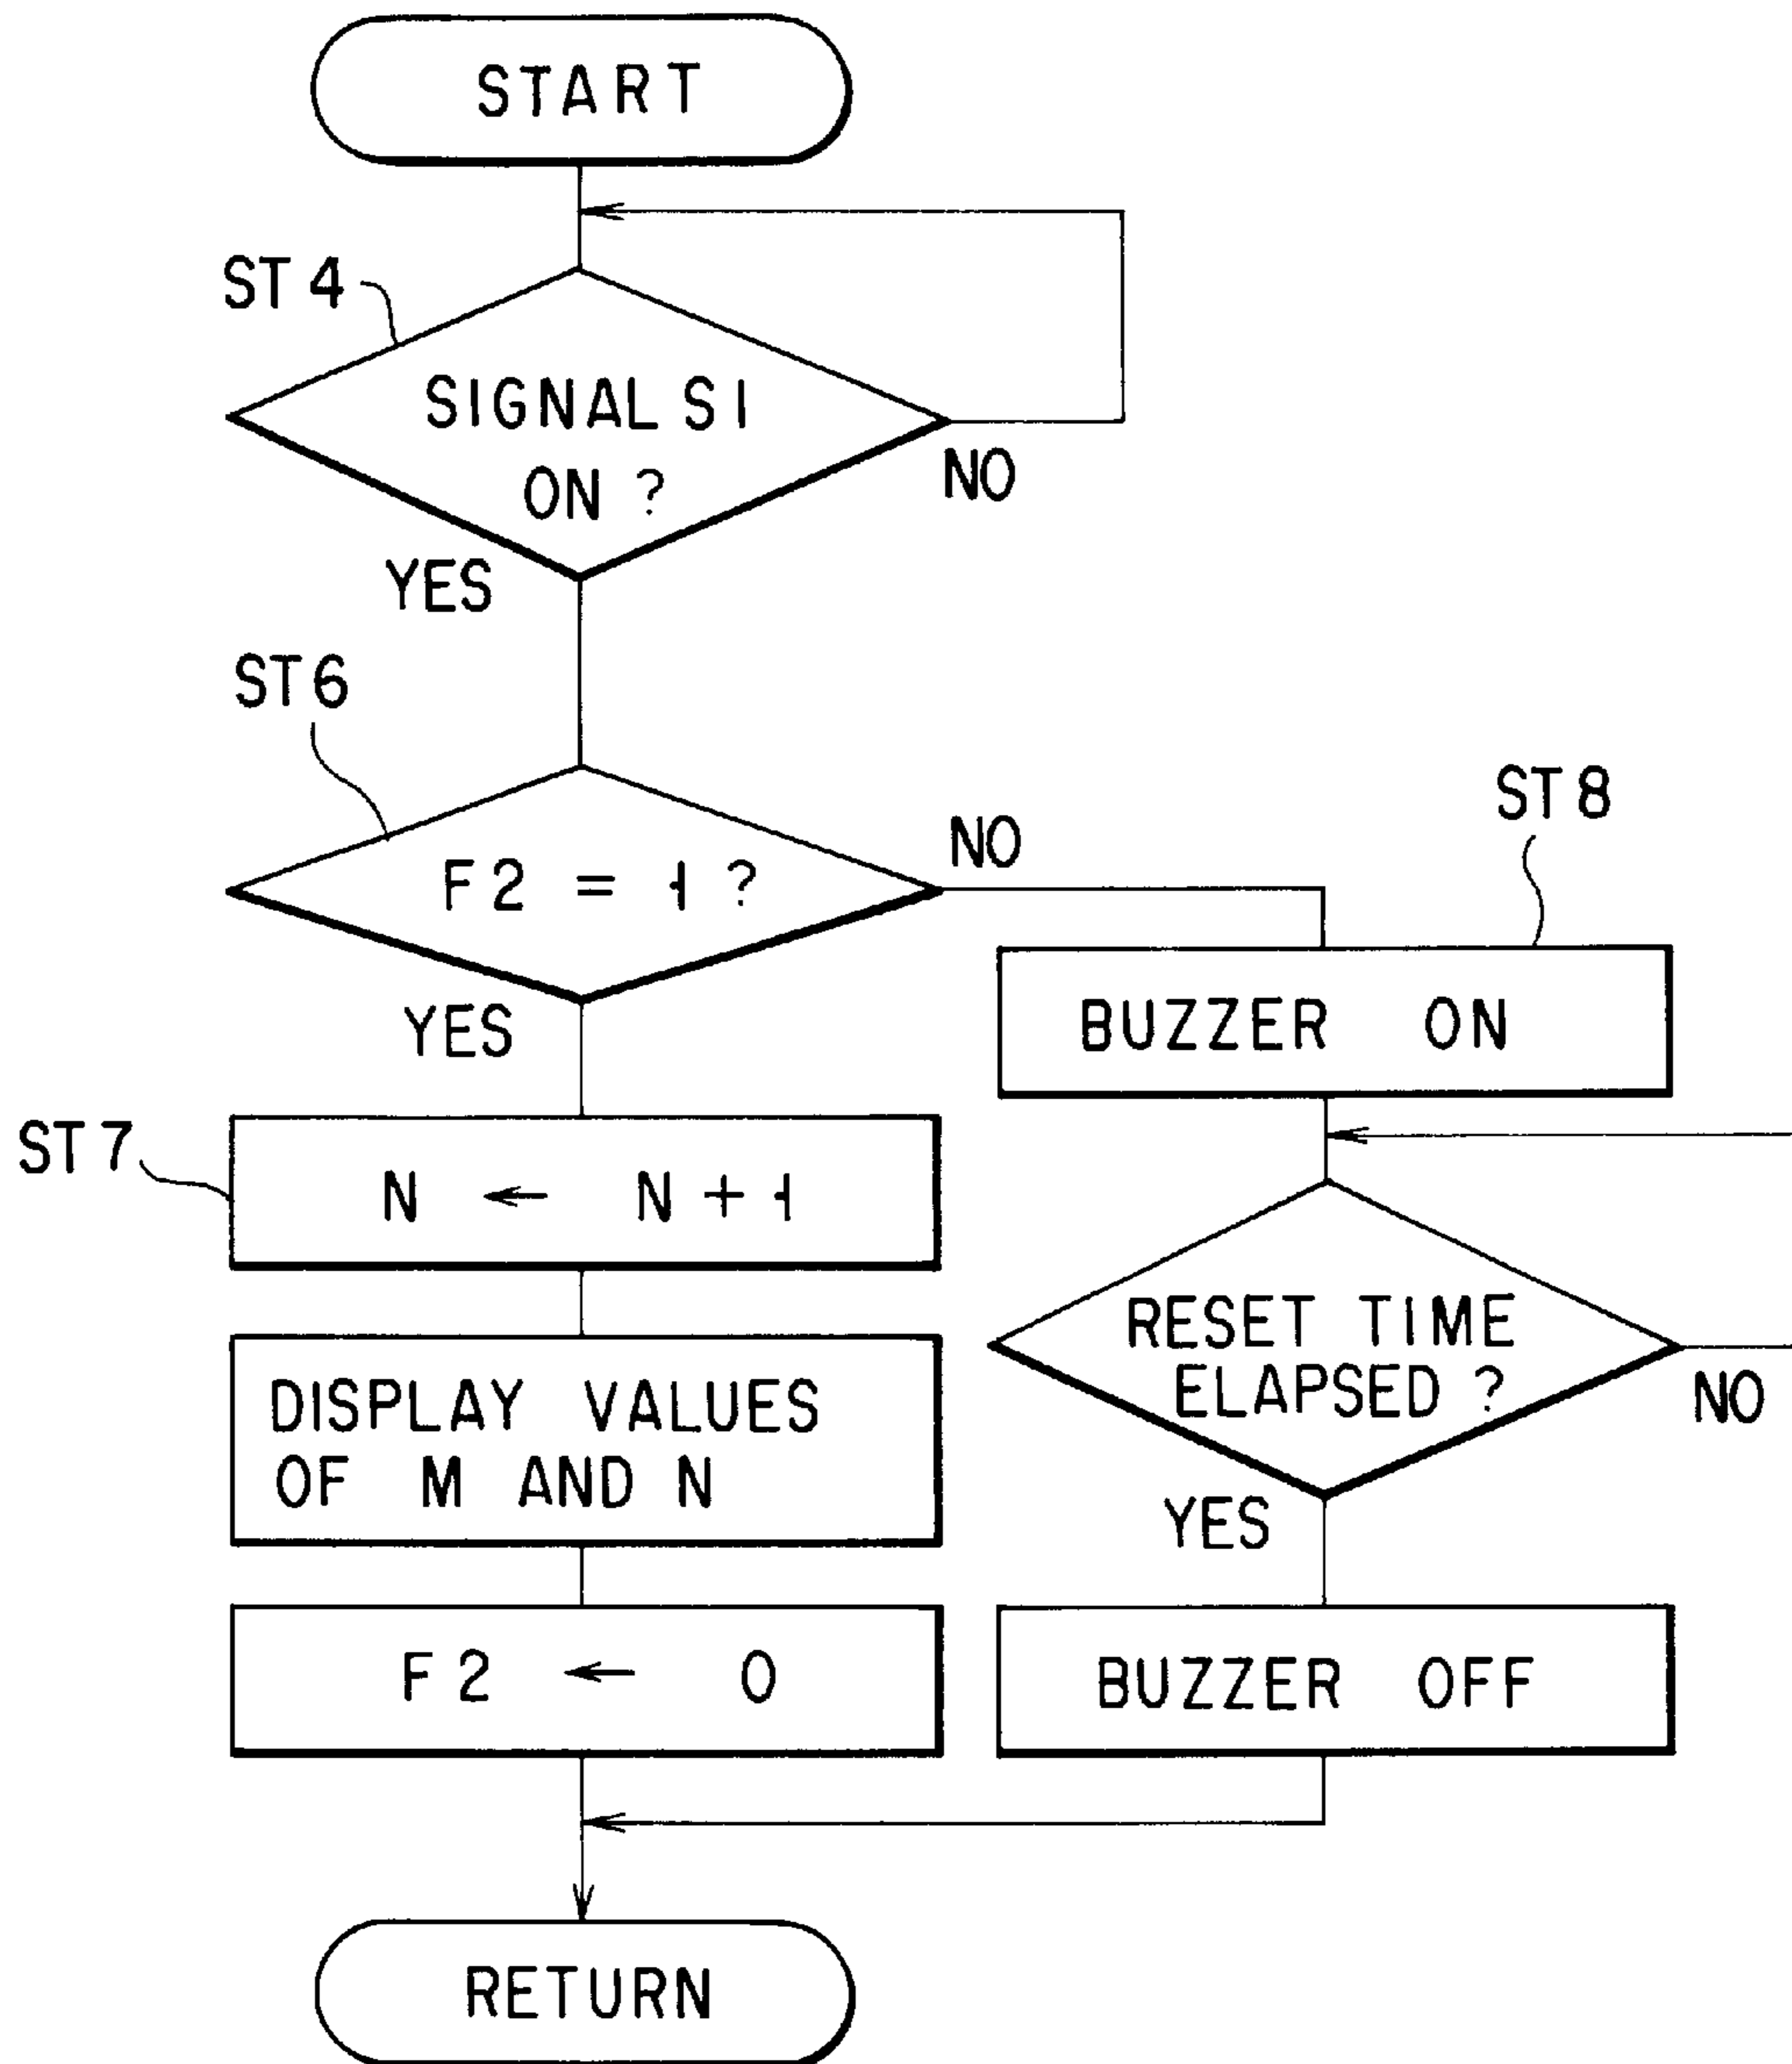 START
ST4
SIGNAL S1
ON ?
NO
YES
ST6
F2 = 1 ?
NO
YES
ST8
BUZZER ON
ST7
N ← N + 1
RESET TIME
ELAPSED ?
NO
YES
DISPLAY VALUES
OF M AND N
F2 ← 0
BUZZER OFF
RETURN